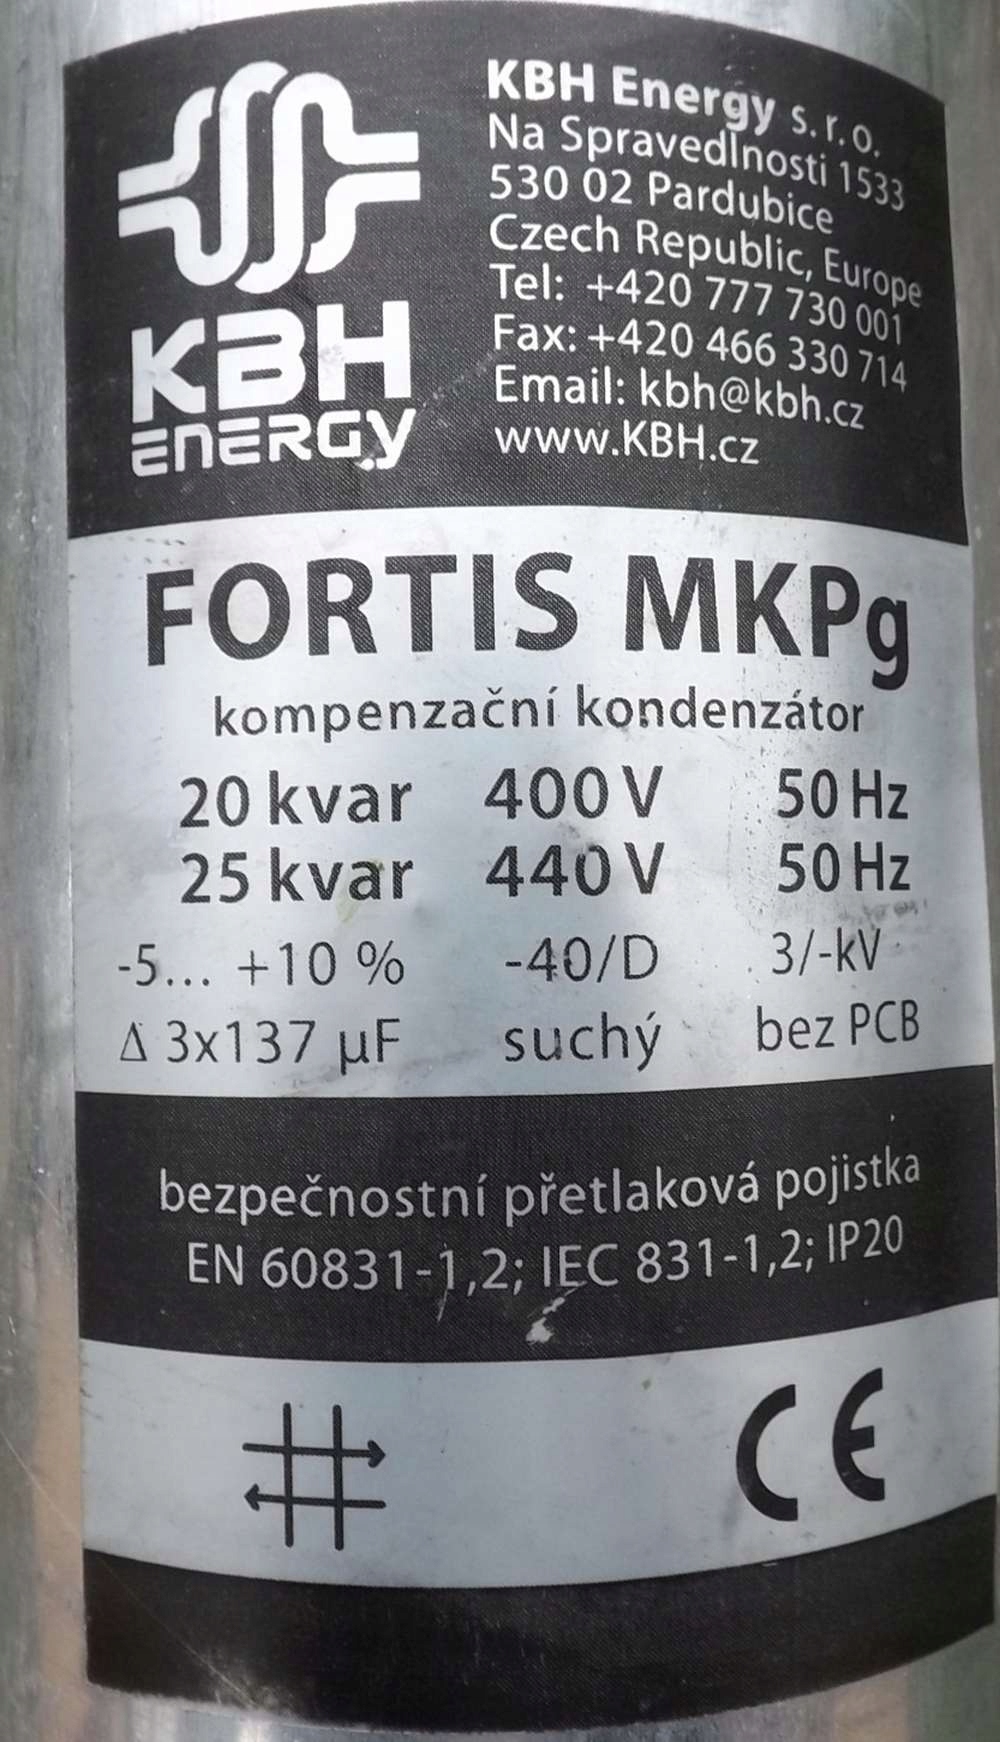 KBH Energy s. r. o.
Na Spravedlnosti 1533
530 02 Pardubice
Czech Republic, Europe
Tel: +420 777 730 001
Fax: +420 466 330 714
Email: kbh@kbh.cz
www.KBH.cz
KBH
ENERGY
FORTIS MKPg
kompenzační kondenzátor
20 kvar 400 V 50 Hz
25 kvar 440 V 50 Hz
-5... +10 % -40/D 3/-kV
Δ 3x137 µF suchý bez PCB
bezpečnostní přetlaková pojistka
EN 60831-1,2; IEC 831-1,2; IP20
CE